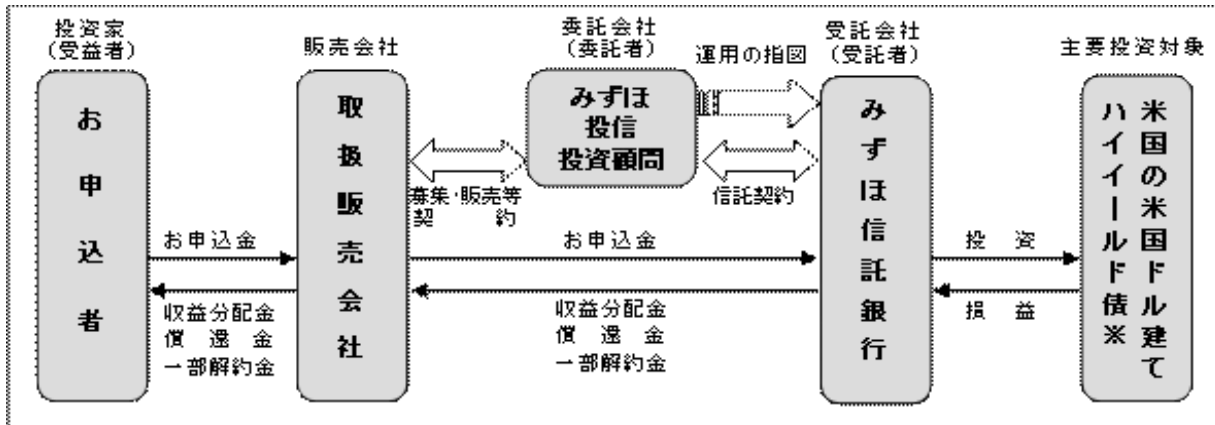 投資家
(受益者)
お申込者
販売会社
取扱販売会社
委託会社
(委託者)
みずほ
投信
投資顧問
運用の指図
受託会社
(受託者)
みずほ信託銀行
主要投資対象
米国の米国ドル建て
ハイイールド債※
募集・販売等
契約
信託契約
お申込金
収益分配金
償還金
一部解約金
お申込金
収益分配金
償還金
一部解約金
投資
損益